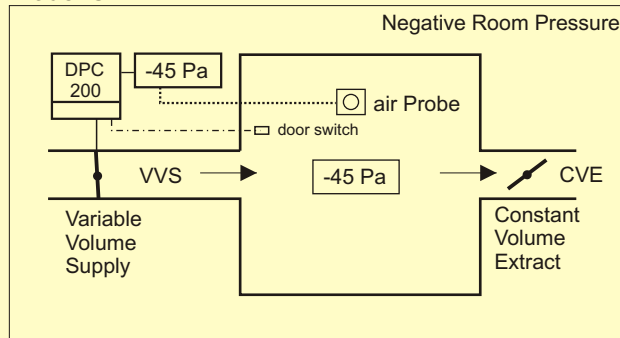 Negative Room Pressure
DPC
200
-45 Pa
air Probe
door switch
VVS
-45 Pa
CVE
Variable
Volume
Supply
Constant
Volume
Extract